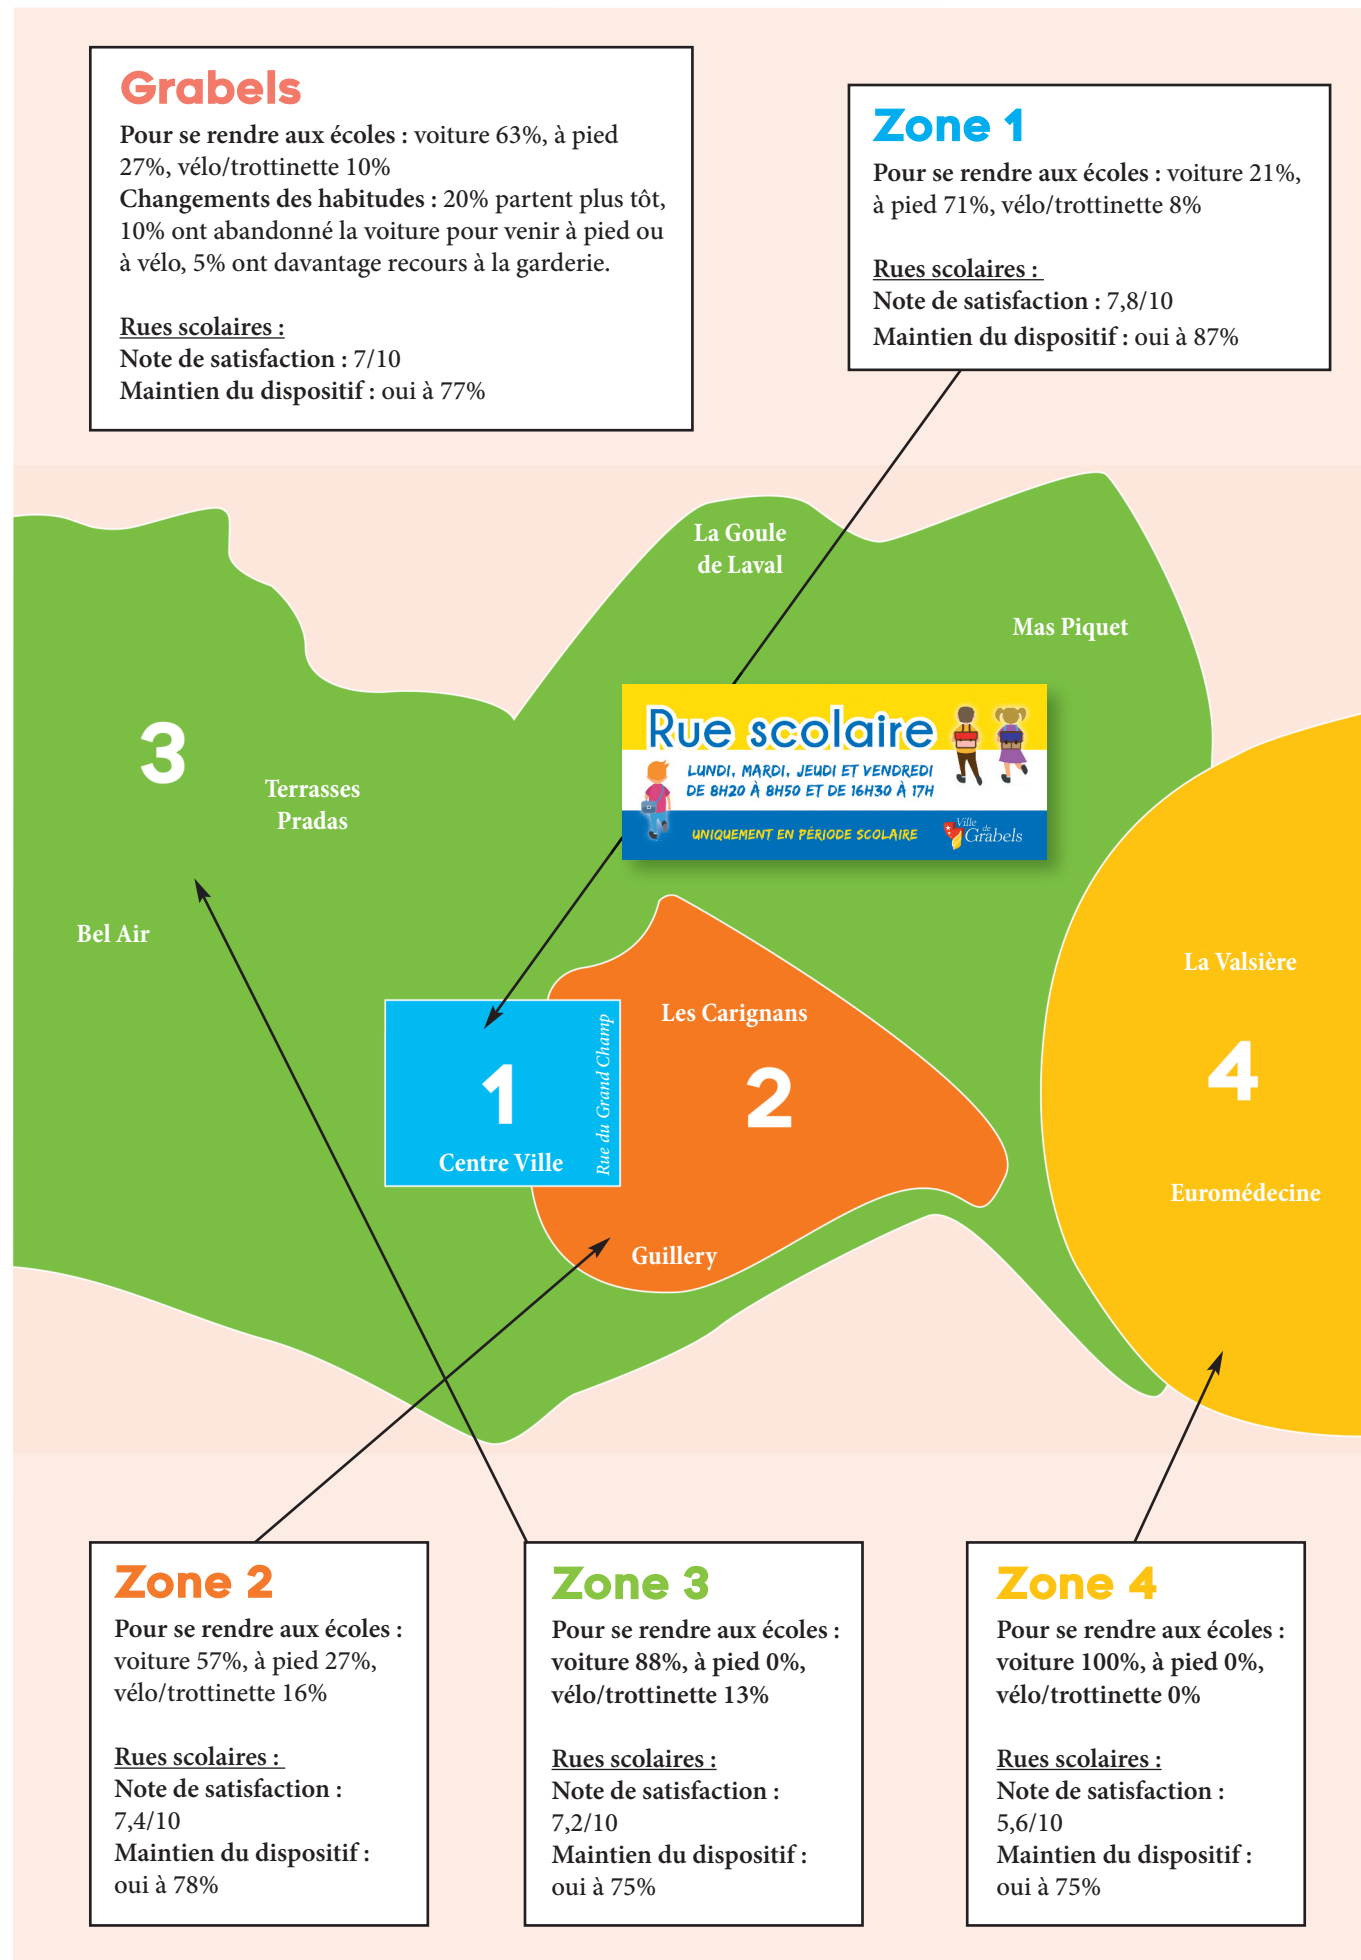 Grabels
Pour se rendre aux écoles : voiture 63%, à pied
27%, vélo/trottinette 10%
Changements des habitudes : 20% partent plus tôt,
10% ont abandonné la voiture pour venir à pied ou
à vélo, 5% ont davantage recours à la garderie.
Rues scolaires :
Note de satisfaction : 7/10
Maintien du dispositif : oui à 77%
Zone 1
Pour se rendre aux écoles : voiture 21%,
à pied 71%, vélo/trottinette 8%
Rues scolaires :
Note de satisfaction : 7,8/10
Maintien du dispositif : oui à 87%
La Goule
de Laval
Mas Piquet
3
Terrasses
Pradas
Bel Air
Rue scolaire
LUNDI, MARDI, JEUDI ET VENDREDI
DE 8H20 À 8H50 ET DE 16H30 À 17H
UNIQUEMENT EN PÉRIODE SCOLAIRE
Ville
de
Grabels
La Valsière
4
Euromédecine
Les Carignans
2
Guillery
1
Centre Ville
Rue du Grand Champ
Zone 2
Pour se rendre aux écoles :
voiture 57%, à pied 27%,
vélo/trottinette 16%
Rues scolaires :
Note de satisfaction :
7,4/10
Maintien du dispositif :
oui à 78%
Zone 3
Pour se rendre aux écoles :
voiture 88%, à pied 0%,
vélo/trottinette 13%
Rues scolaires :
Note de satisfaction :
7,2/10
Maintien du dispositif :
oui à 75%
Zone 4
Pour se rendre aux écoles :
voiture 100%, à pied 0%,
vélo/trottinette 0%
Rues scolaires :
Note de satisfaction :
5,6/10
Maintien du dispositif :
oui à 75%